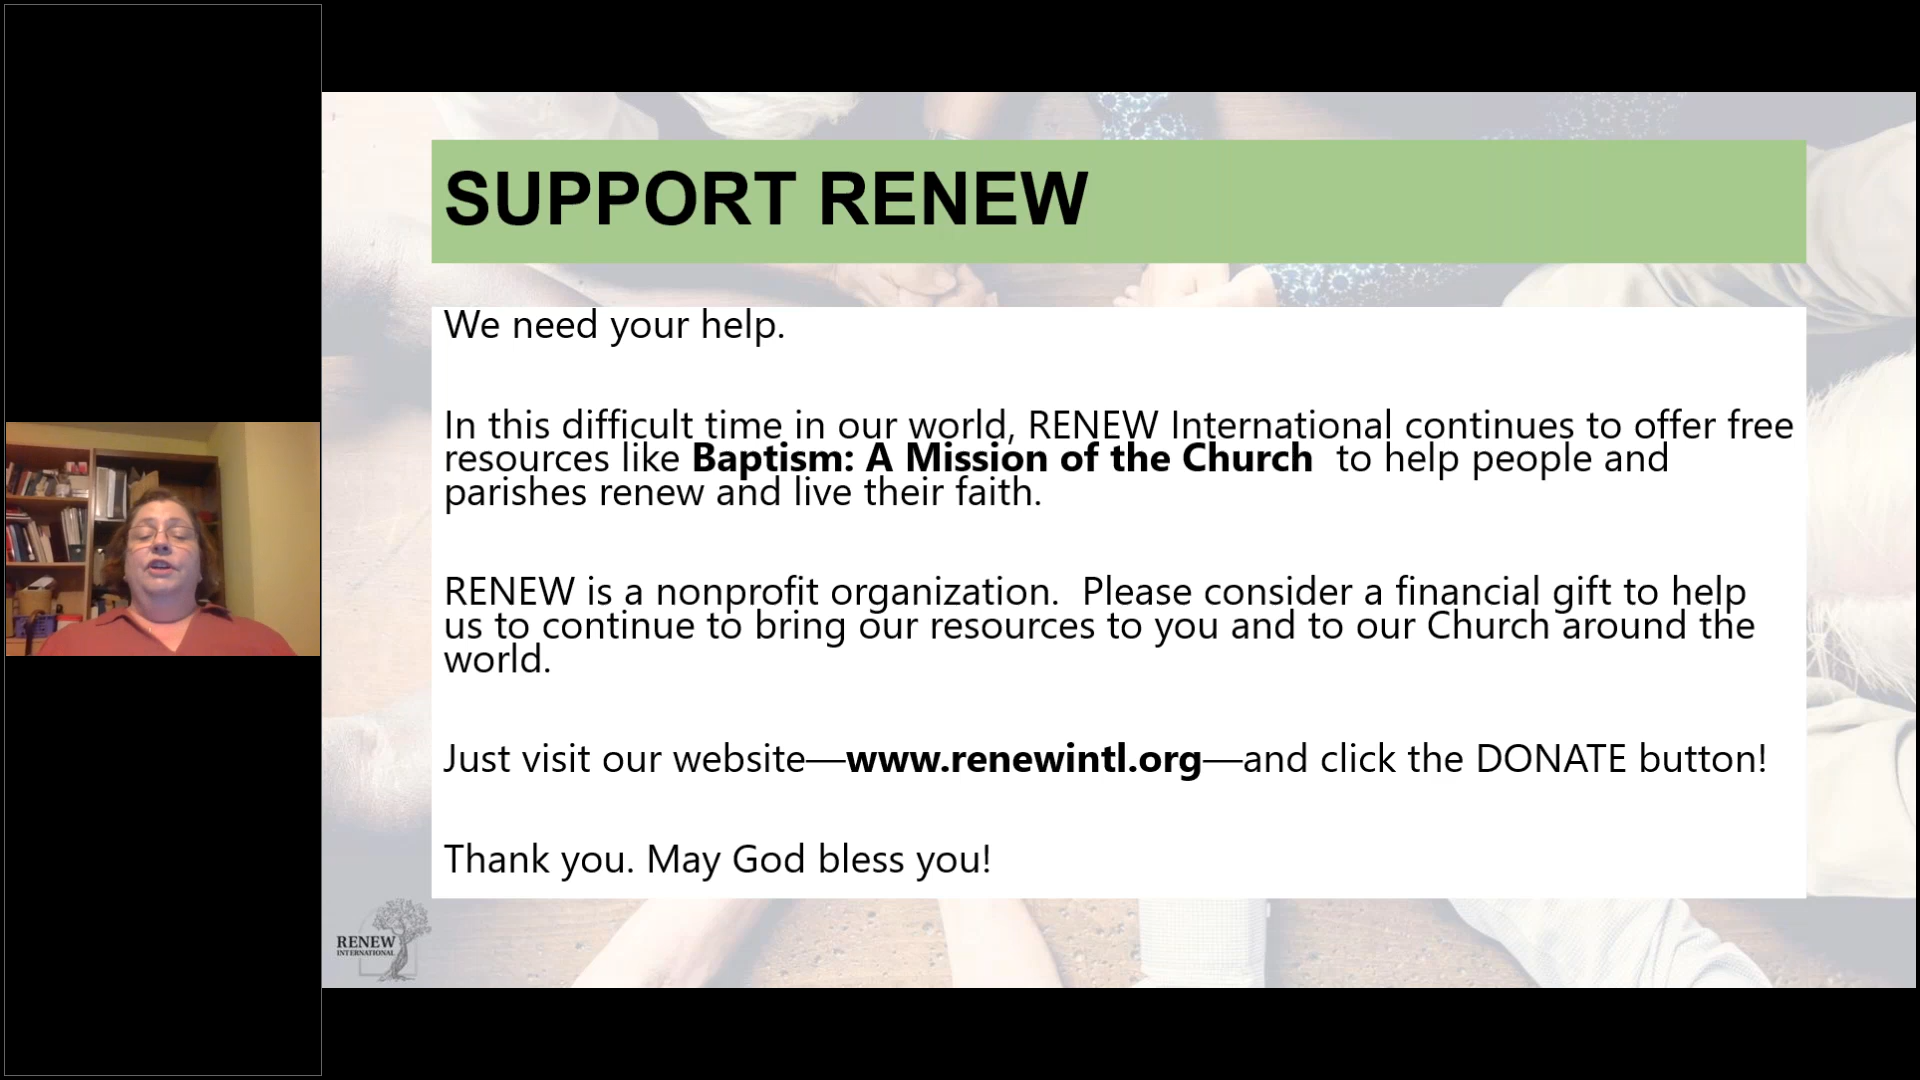 SUPPORT RENEW
We need your help.
In this difficult time in our world, RENEW International continues to offer free
resources like Baptism: A Mission of the Church to help people and
parishes renew and live their faith.
RENEW is a nonprofit organization. Please consider a financial gift to help
us to continue to bring our resources to you and to our Church around the
world.
Just visit our website—www.renewintl.org—and click the DONATE button!
Thank you. May God bless you!
RENEW
INTERNATIONAL